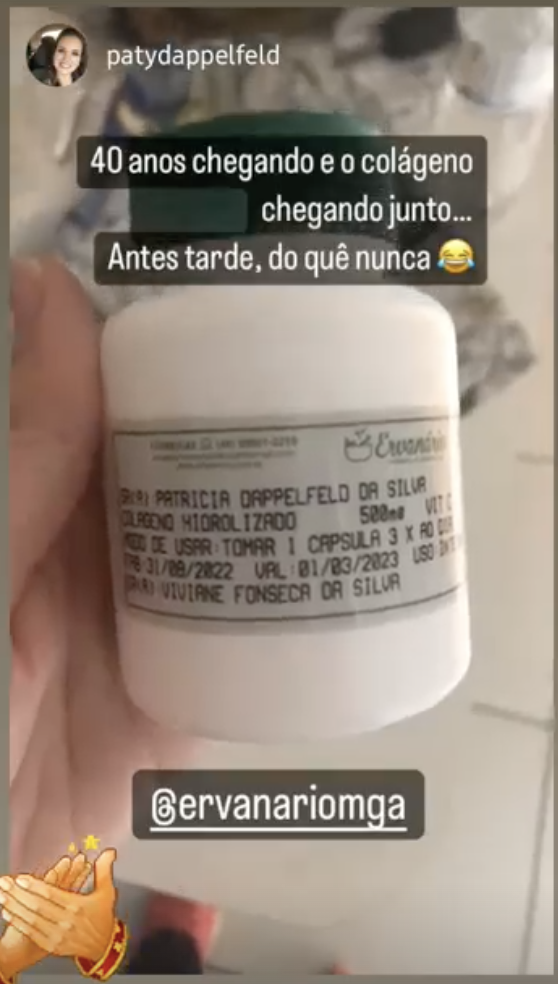 patydappelfeld
40 anos chegando e o colágeno
chegando junto...
Antes tarde, do quê nunca 😂
Ervanário
SR(A) PATRICIA DAPPELFELD DA SILVA
COLAGENO HIDROLIZADO 500mg VIT C
MODO DE USAR:TOMAR 1 CAPSULA 3 X AO DIA
FAB:31/08/2022 VAL:01/03/2023 USO
DR(A) VIVIANE FONSECA DA SILVA
@ervanariomga